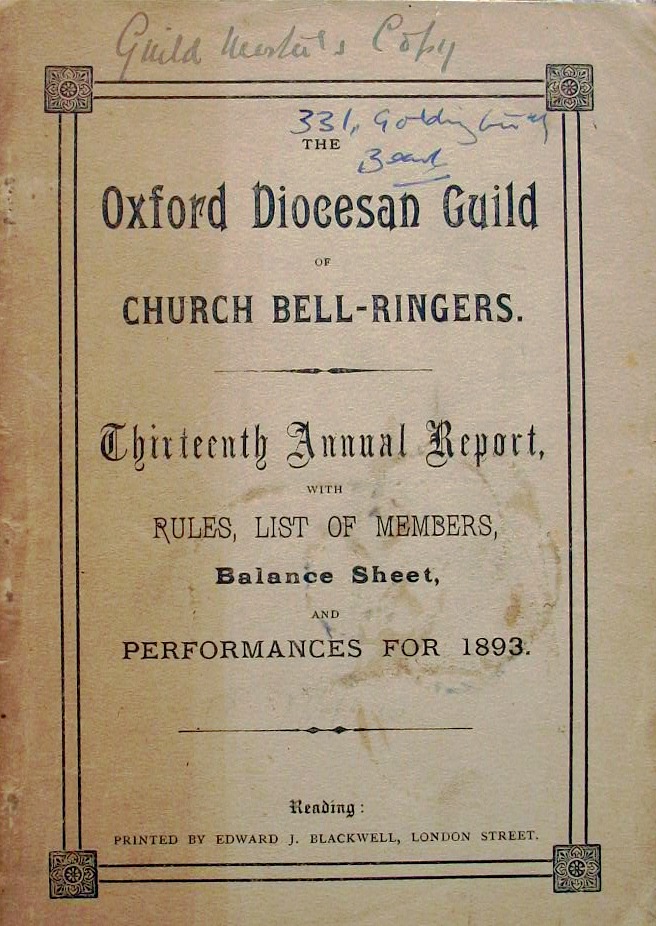 Guild Master's Copy
331, Goldington
THE
Oxford Diocesan Guild
OF
CHURCH BELL-RINGERS.
Thirteenth Annual Report,
WITH
RULES, LIST OF MEMBERS,
Balance Sheet,
AND
PERFORMANCES FOR 1893.
Reading:
PRINTED BY EDWARD J. BLACKWELL, LONDON STREET.